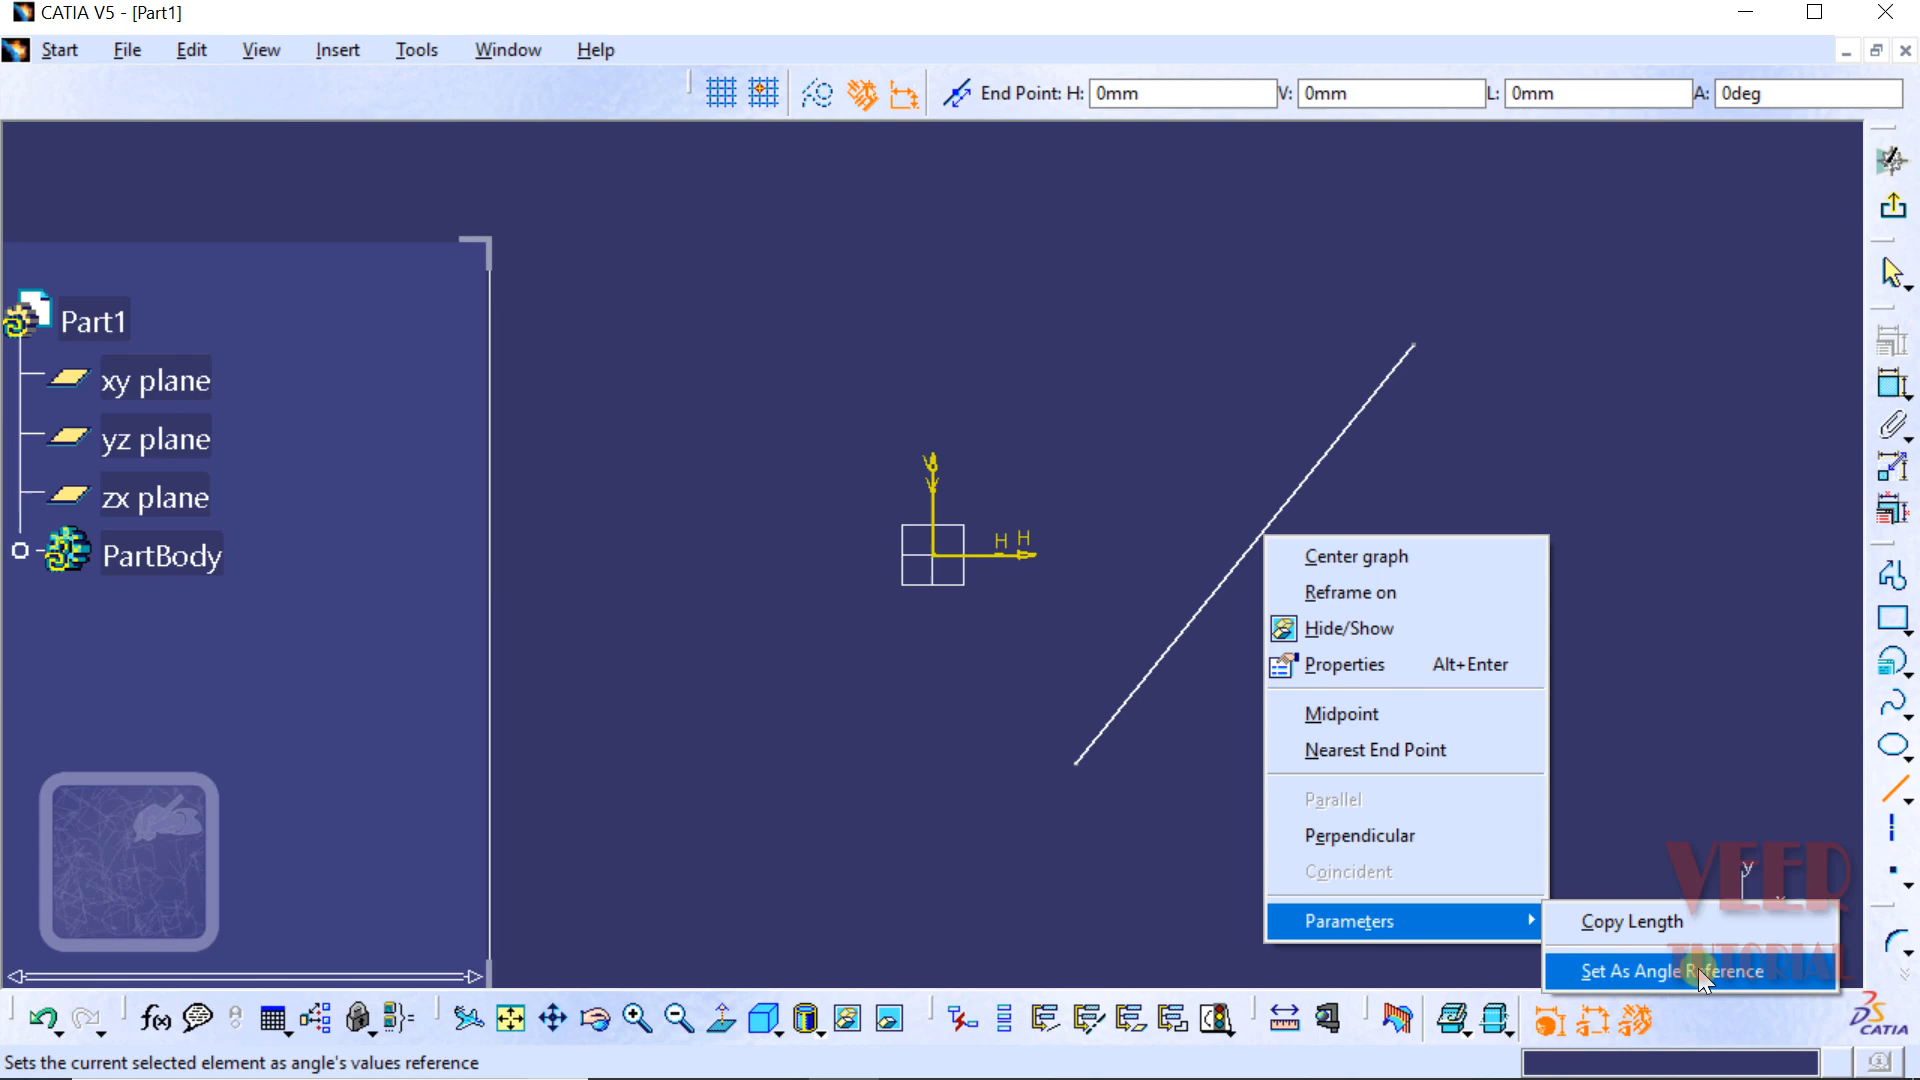 CATIA V5 - [Part1]
Start File Edit View Insert Tools Window Help
End Point: H: 0mm V: 0mm L: 0mm A: 0deg
Part1
xy plane
yz plane
zx plane
PartBody
V
V
H H
Center graph
Reframe on
Hide/Show
Properties Alt+Enter
Midpoint
Nearest End Point
Parallel
Perpendicular
Coincident
Parameters
Copy Length
Set As Angle Reference
VEER
TUTORIAL
y
f(x)
DS
CATIA
Sets the current selected element as angle's values reference